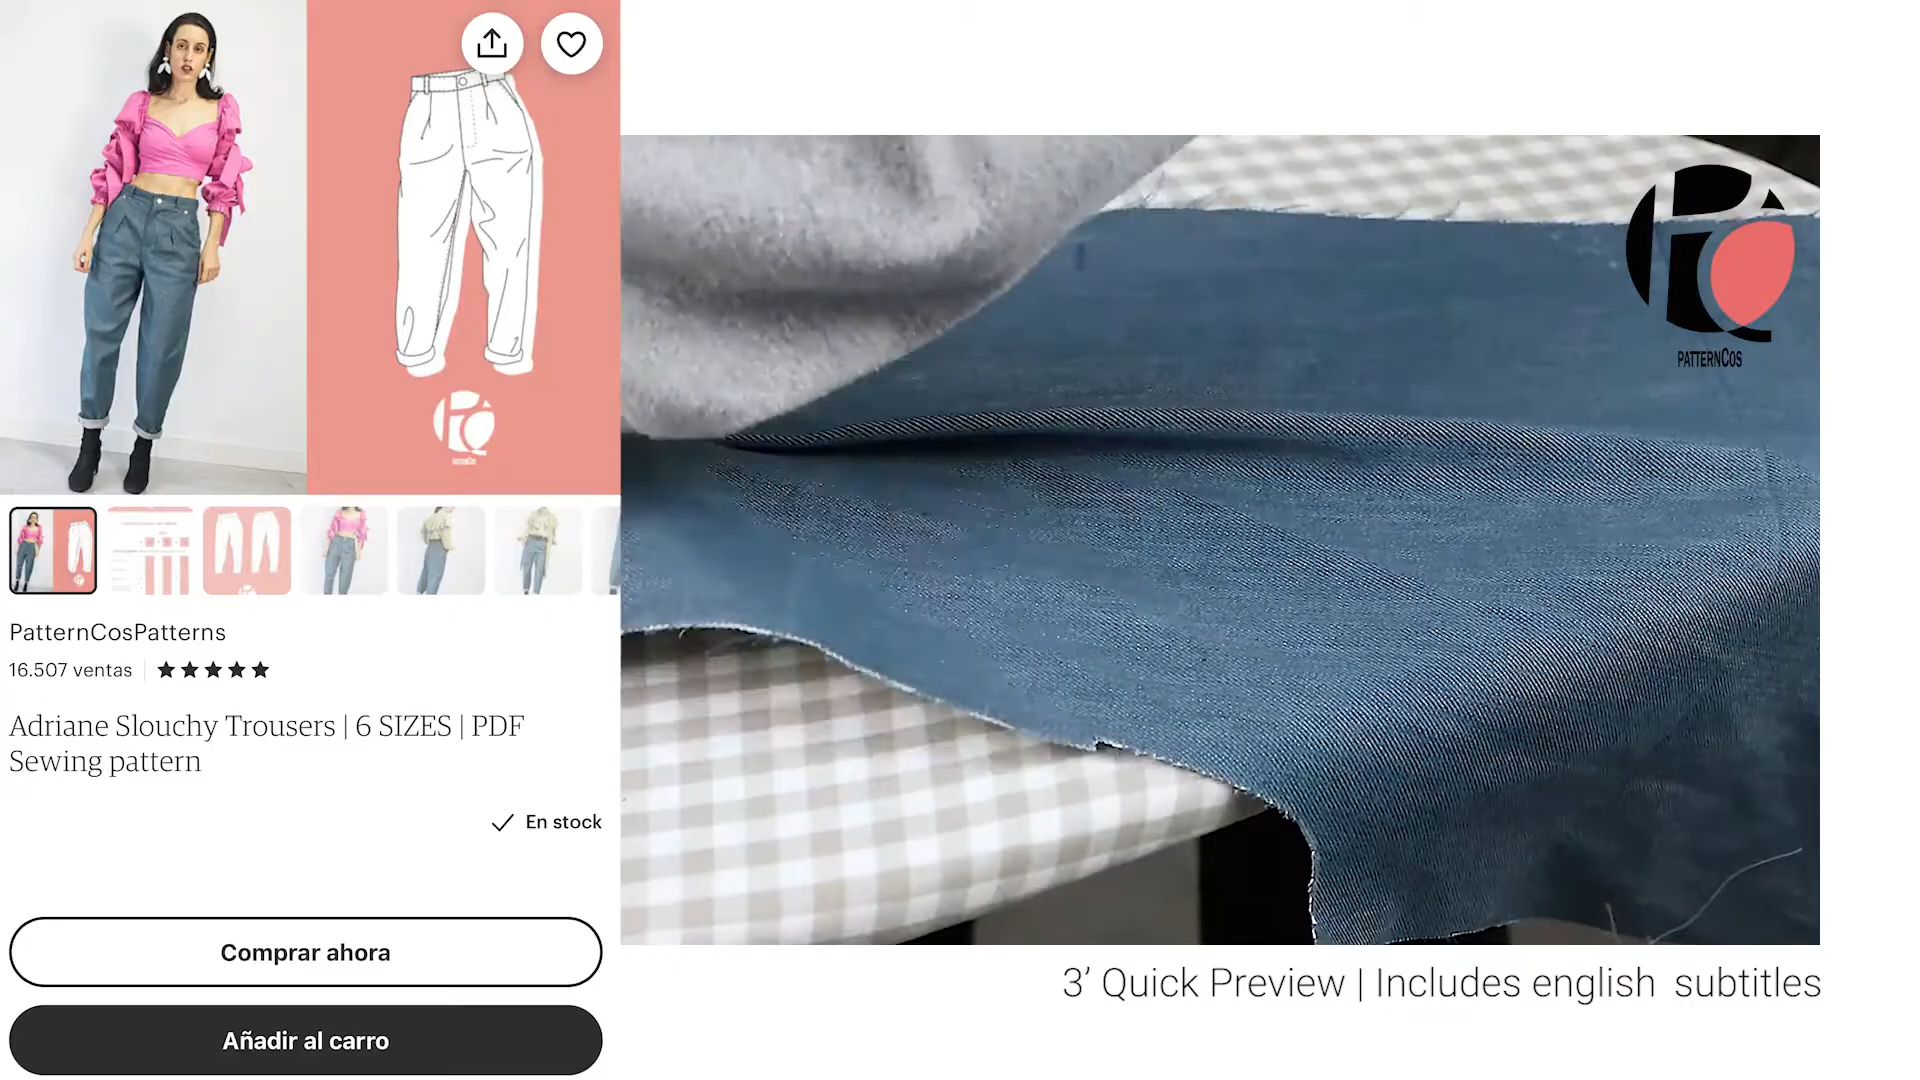 PatternCosPatterns
16.507 ventas
Adriane Slouchy Trousers | 6 SIZES | PDF
Sewing pattern
En stock
Comprar ahora
Añadir al carro
PATTERNCOS
3’ Quick Preview | Includes english subtitles